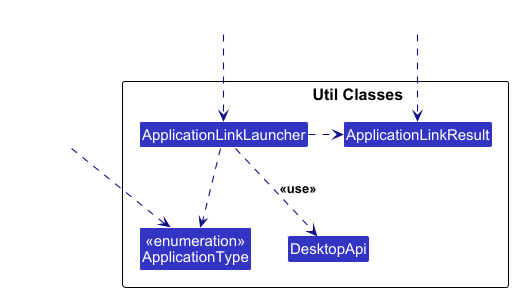 Util Classes
ApplicationLinkLauncher
ApplicationLinkResult
«use»
«enumeration»
ApplicationType
DesktopApi